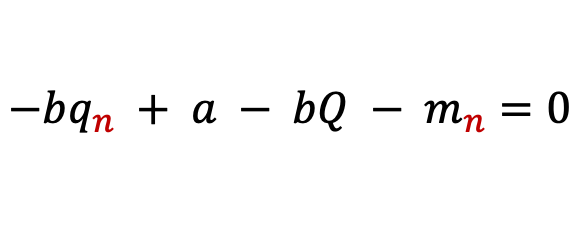 −bqₙ + a − bQ − mₙ = 0